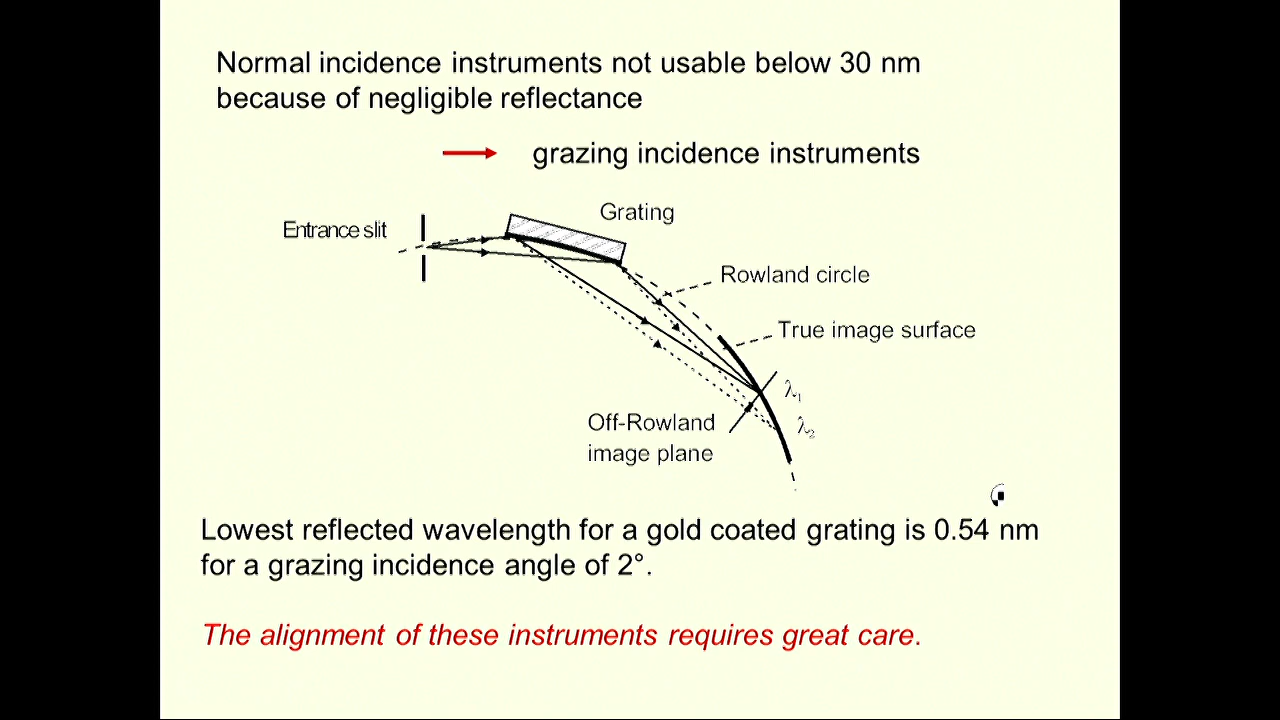 Normal incidence instruments not usable below 30 nm
because of negligible reflectance
grazing incidence instruments
Grating
Entrance slit
Rowland circle
True image surface
λ₁
Off-Rowland
image plane
λ₂
Lowest reflected wavelength for a gold coated grating is 0.54 nm
for a grazing incidence angle of 2°.
The alignment of these instruments requires great care.